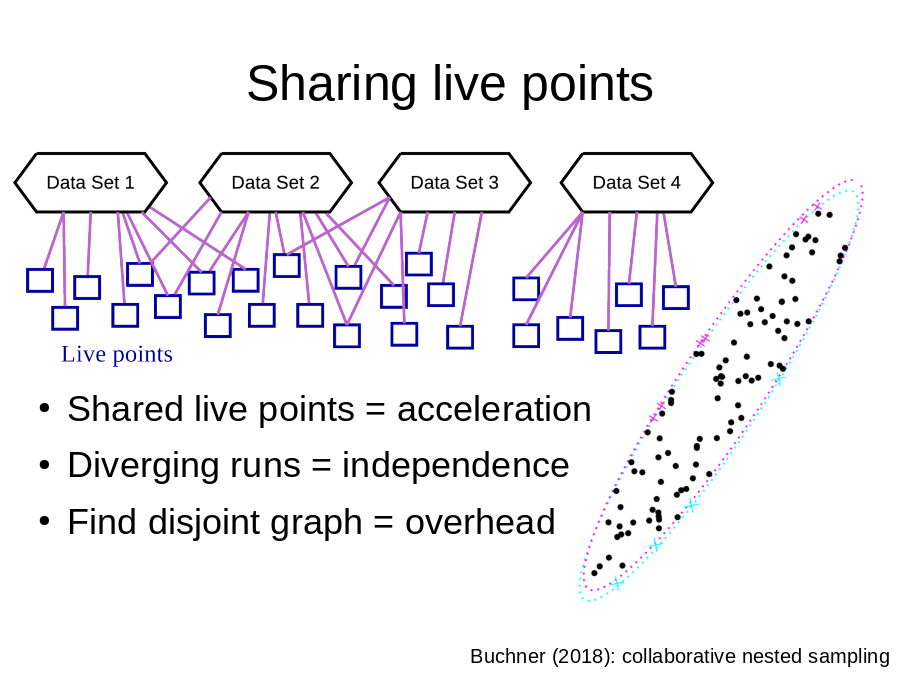 Sharing live points
Data Set 1
Data Set 2
Data Set 3
Data Set 4
Live points
• Shared live points = acceleration
• Diverging runs = independence
• Find disjoint graph = overhead
Buchner (2018): collaborative nested sampling